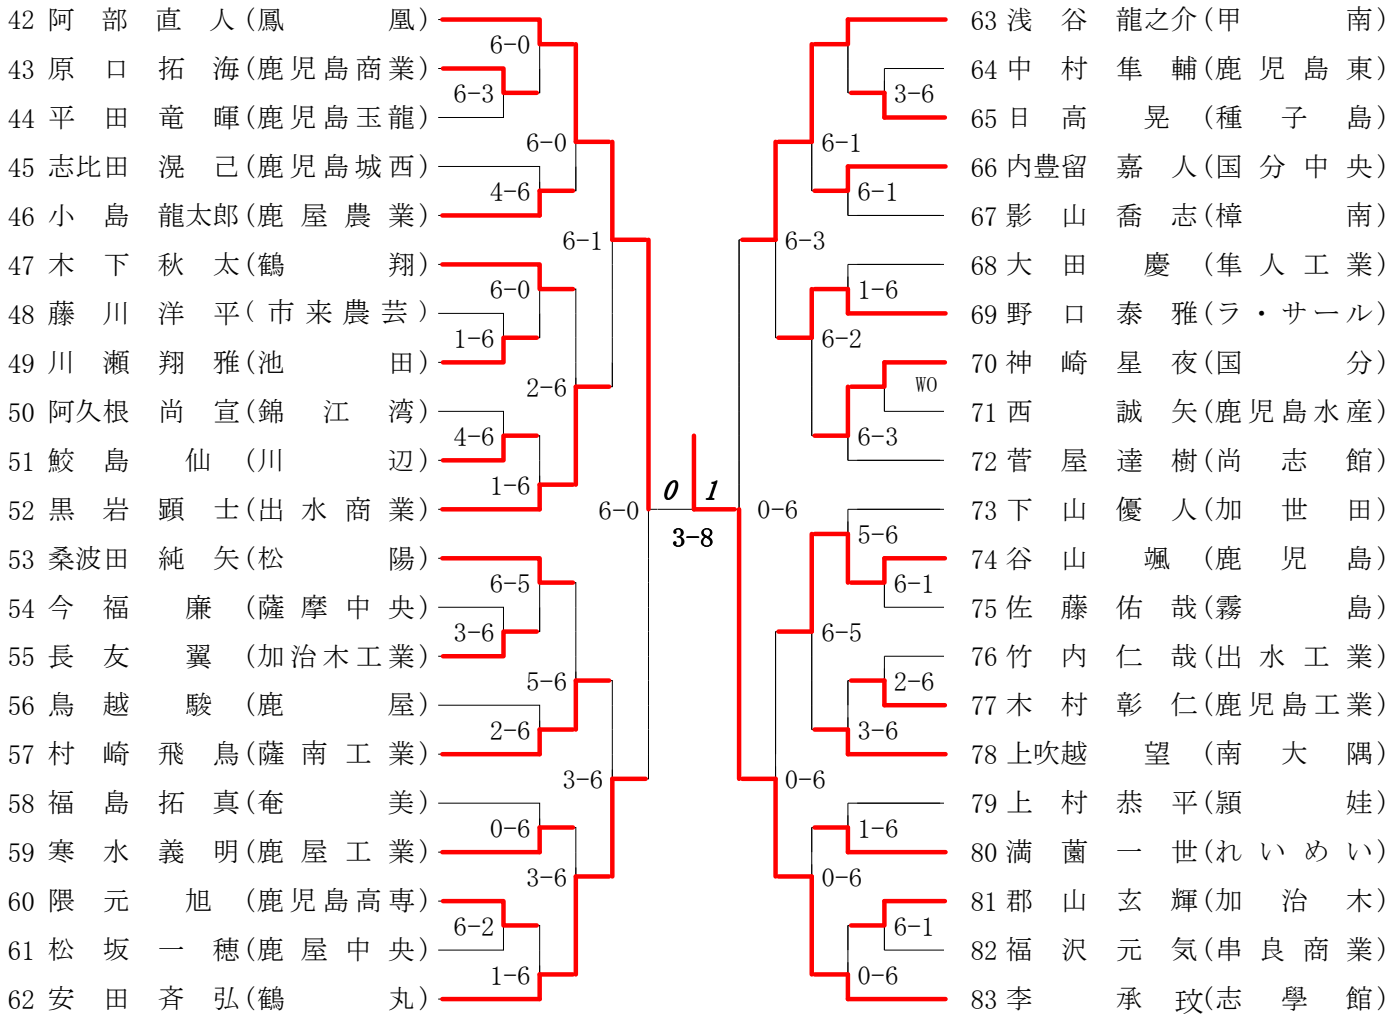 42 阿部直人(鳳凰)
6-0
43 原口拓海(鹿児島商業)
6-3
44 平田竜暉(鹿児島玉龍)
6-0
45 志比田滉己(鹿児島城西)
4-6
46 小島龍太郎(鹿屋農業)
6-1
47 木下秋太(鶴翔)
6-0
48 藤川洋平(市来農芸)
1-6
49 川瀬翔雅(池田)
2-6
50 阿久根尚宣(錦江湾)
4-6
51 鮫島仙(川辺)
1-6
52 黒岩顕士(出水商業)
6-0
53 桑波田純矢(松陽)
6-5
54 今福廉(薩摩中央)
3-6
55 長友翼(加治木工業)
5-6
56 鳥越駿(鹿屋)
2-6
57 村崎飛鳥(薩南工業)
3-6
58 福島拓真(奄美)
0-6
59 寒水義明(鹿屋工業)
3-6
60 隈元旭(鹿児島高専)
6-2
61 松坂一穂(鹿屋中央)
1-6
62 安田斉弘(鶴丸)
0 1
3-8
63 浅谷龍之介(甲南)
64 中村隼輔(鹿児島東)
3-6
65 日高晃(種子島)
6-1
66 内豊留嘉人(国分中央)
6-1
67 影山喬志(樟南)
6-3
68 大田慶(隼人工業)
1-6
69 野口泰雅(ラ・サール)
6-2
70 神崎星夜(国分)
WO
71 西誠矢(鹿児島水産)
6-3
72 菅屋達樹(尚志館)
0-6
73 下山優人(加世田)
5-6
74 谷山颯(鹿児島)
6-1
75 佐藤佑哉(霧島)
6-5
76 竹内仁哉(出水工業)
2-6
77 木村彰仁(鹿児島工業)
3-6
78 上吹越望(南大隅)
0-6
79 上村恭平(頴娃)
1-6
80 満薗一世(れいめい)
0-6
81 郡山玄輝(加治木)
6-1
82 福沢元気(串良商業)
0-6
83 李承玟(志學館)